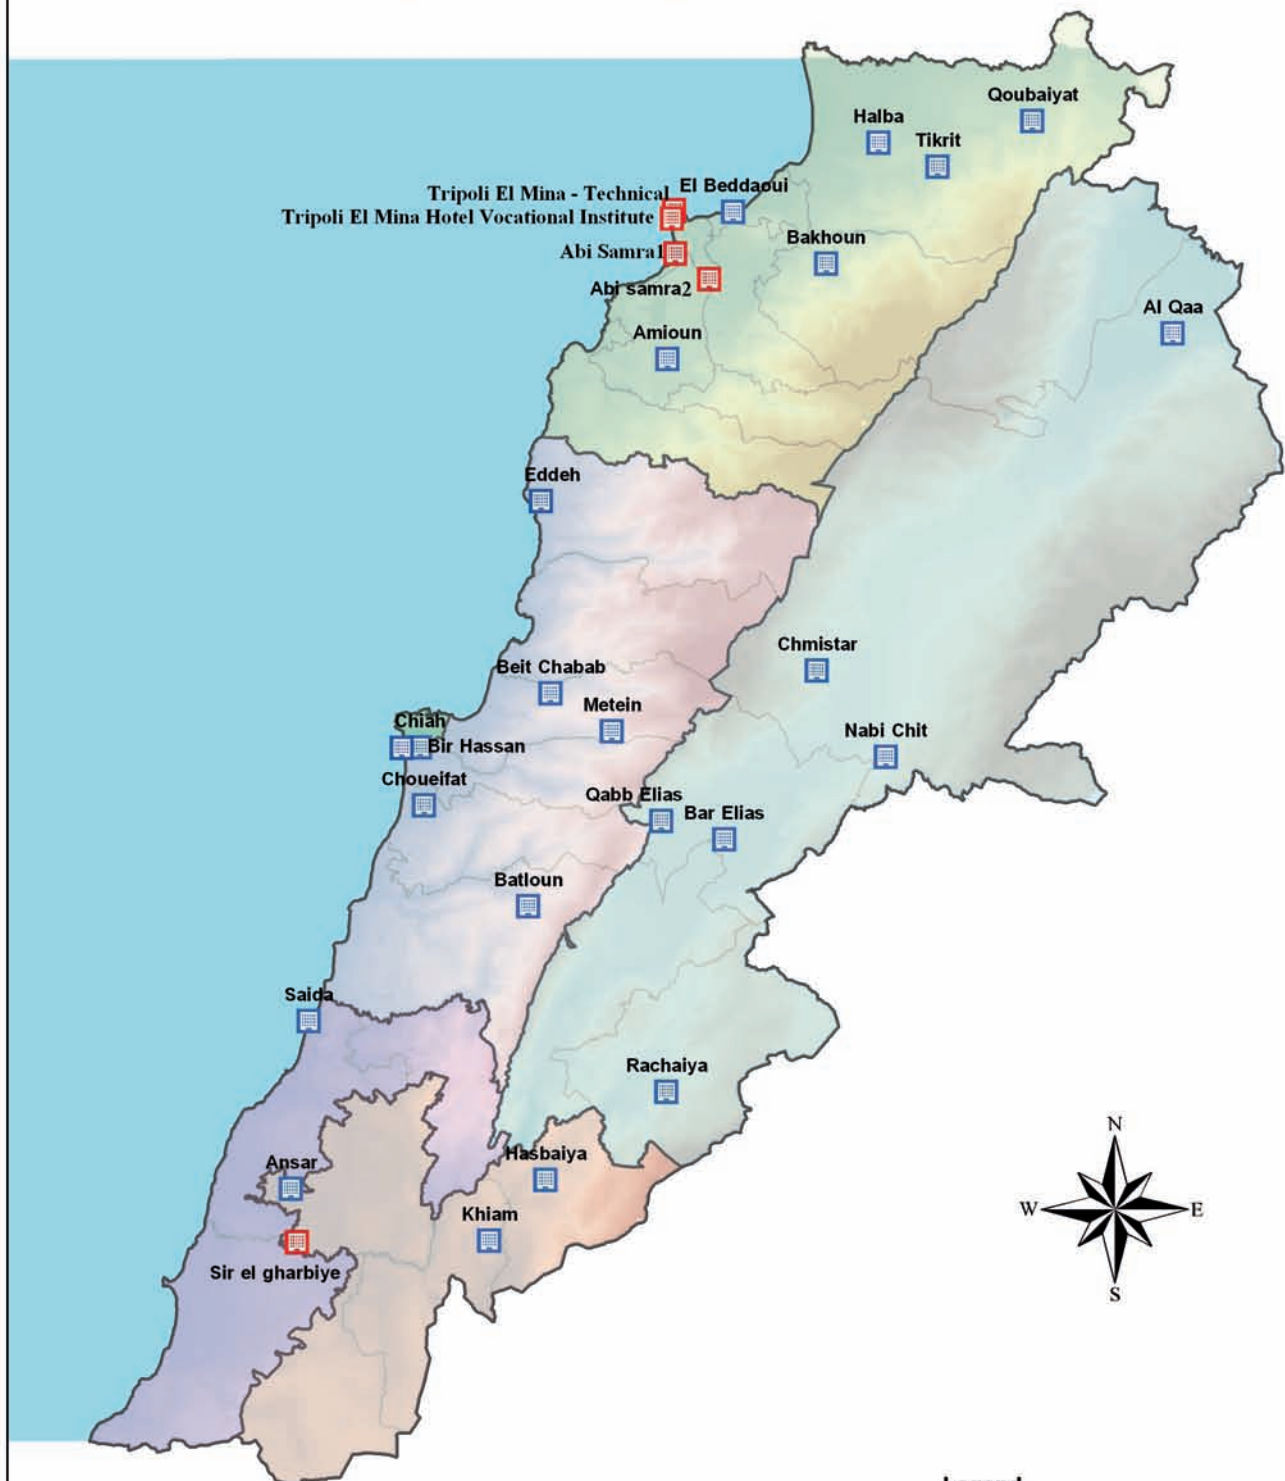 Qoubaiyat
Halba
Tikrit
Tripoli El Mina - Technical
El Beddaoui
Tripoli El Mina Hotel Vocational Institute
Bakhoun
Abi Samra1
Abi samra2
Al Qaa
Amioun
Eddeh
Chmistar
Beit Chabab
Metein
Chiah
Nabi Chit
Bir Hassan
Choueifat
Qabb Elias
Bar Elias
Batloun
Saida
Rachaiya
N
Hasbaiya
Ansar
W
E
Khiam
Sir el gharbiye
S